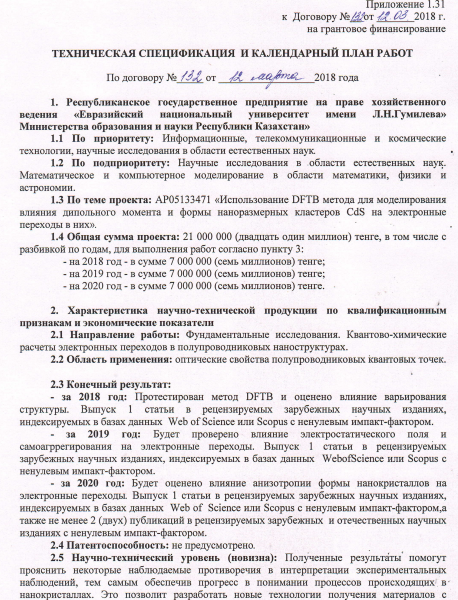 Приложение 1.31
к Договору № 132 от 12.03 2018 г.
на грантовое финансирование
ТЕХНИЧЕСКАЯ СПЕЦИФИКАЦИЯ И КАЛЕНДАРНЫЙ ПЛАН РАБОТ
По договору № 132 от 12 марта 2018 года
1. Республиканское государственное предприятие на праве хозяйственного
ведения «Евразийский национальный университет имени Л.Н.Гумилева»
Министерства образования и науки Республики Казахстан»
1.1 По приоритету: Информационные, телекоммуникационные и космические
технологии, научные исследования в области естественных наук.
1.2 По подприоритету: Научные исследования в области естественных наук.
Математическое и компьютерное моделирование в области математики, физики и
астрономии.
1.3 По теме проекта: AP05133471 «Использование DFTB метода для моделирования
влияния дипольного момента и формы наноразмерных кластеров CdS на электронные
переходы в них».
1.4 Общая сумма проекта: 21 000 000 (двадцать один миллион) тенге, в том числе с
разбивкой по годам, для выполнения работ согласно пункту 3:
- на 2018 год - в сумме 7 000 000 (семь миллионов) тенге;
- на 2019 год - в сумме 7 000 000 (семь миллионов) тенге;
- на 2020 год - в сумме 7 000 000 (семь миллионов) тенге.
2. Характеристика научно-технической продукции по квалификационным
признакам и экономические показатели
2.1 Направление работы: Фундаментальные исследования. Квантово-химические
расчеты электронных переходов в полупроводниковых наноструктурах.
2.2 Область применения: оптические свойства полупроводниковых квантовых точек.
2.3 Конечный результат:
- за 2018 год: Протестирован метод DFTB и оценено влияние варьирования
структуры. Выпуск 1 статьи в рецензируемых зарубежных научных изданиях,
индексируемых в базах данных Web of Science или Scopus с ненулевым импакт-фактором.
- за 2019 год: Будет проверено влияние электростатического поля и
самоагрегирования на электронные переходы. Выпуск 1 статьи в рецензируемых
зарубежных научных изданиях, индексируемых в базах данных WebofScience или Scopus с
ненулевым импакт-фактором.
- за 2020 год: Будет оценено влияние анизотропии формы нанокристаллов на
электронные переходы. Выпуск 1 статьи в рецензируемых зарубежных научных изданиях,
индексируемых в базах данных Web of Science или Scopus с ненулевым импакт-фактором,а
также не менее 2 (двух) публикаций в рецензируемых зарубежных и отечественных научных
изданиях с ненулевым импакт-фактором.
2.4 Патентоспособность: не предусмотрено.
2.5 Научно-технический уровень (новизна): Полученные результаты помогут
прояснить некоторые наблюдаемые противоречия в интерпретации экспериментальных
наблюдений, тем самым обеспечив прогресс в понимании процессов происходящих в
нанокристаллах. Это позволит разработать новые технологии получения материалов с